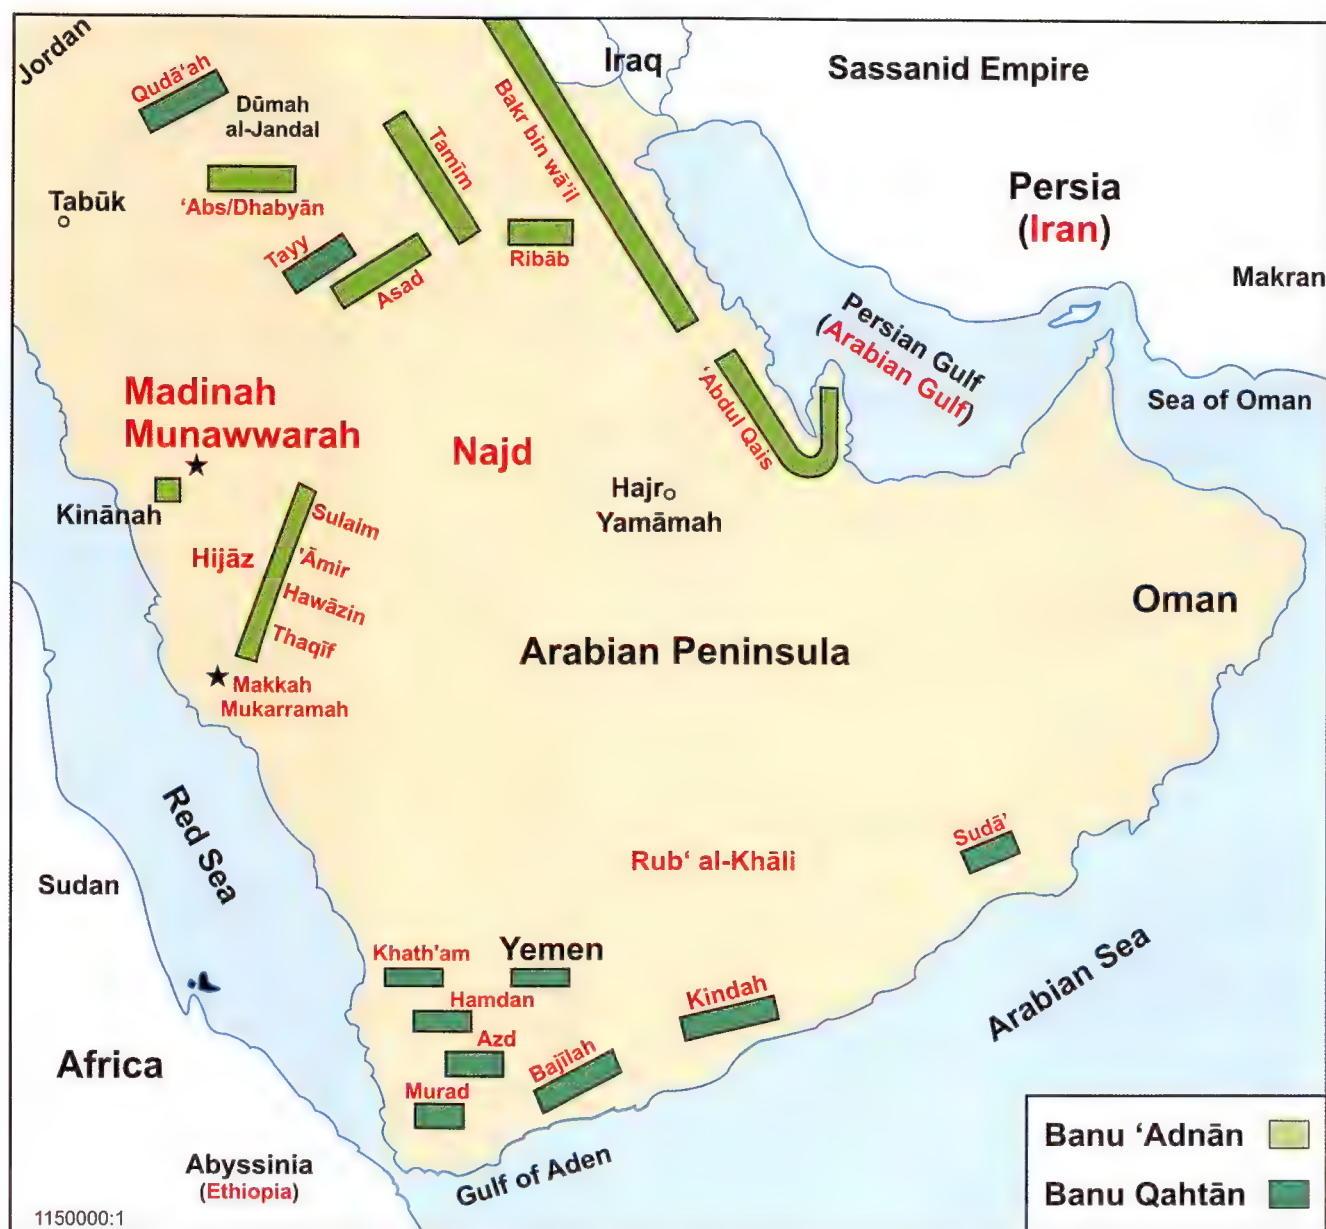 Jordan
Qudā‘ah
Dūmah
al-Jandal
Iraq
Sassanid Empire
Bakr bin wā’il
Tamīm
Tabūk
‘Abs/Dhabyān
Persia
(Iran)
Tayy
Asad
Ribāb
Makran
Persian Gulf
(Arabian Gulf)
Sea of Oman
‘Abdul Qais
Madinah
Munawwarah
Najd
Hajr
Yamāmah
Kinānah
Sulaim
Hijāz
’Āmir
Hawāzin
Thaqīf
Oman
Arabian Peninsula
Makkah
Mukarramah
Red Sea
Sudan
Rub‘ al-Khāli
Sudā’
Khath'am
Yemen
Hamdan
Kindah
Arabian Sea
Azd
Bajīlah
Murad
Africa
Abyssinia
(Ethiopia)
Gulf of Aden
Banu ‘Adnān
Banu Qahtān
1150000:1